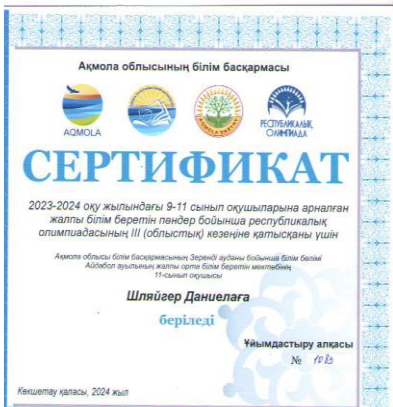 Ақмола облысының білім басқармасы
AQMOLA
РЕСПУБЛИКАЛЫҚ
ОЛИМПИАДА
СЕРТИФИКАТ
2023-2024 оқу жылындағы 9-11 сынып оқушыларына арналған
жалпы білім беретін пәндер бойынша республикалық
олимпиадасының III (облыстық) кезеңіне қатысқаны үшін
Ақмола облысы білім басқармасының Зеренді ауданы бойынша білім бөлімі
Айдабол ауылының жалпы орта білім беретін мектебінің
11-сынып оқушысы
Шляйгер Даниелаға
беріледі
Ұйымдастыру алқасы
№ 1083
Көкшетау қаласы, 2024 жыл